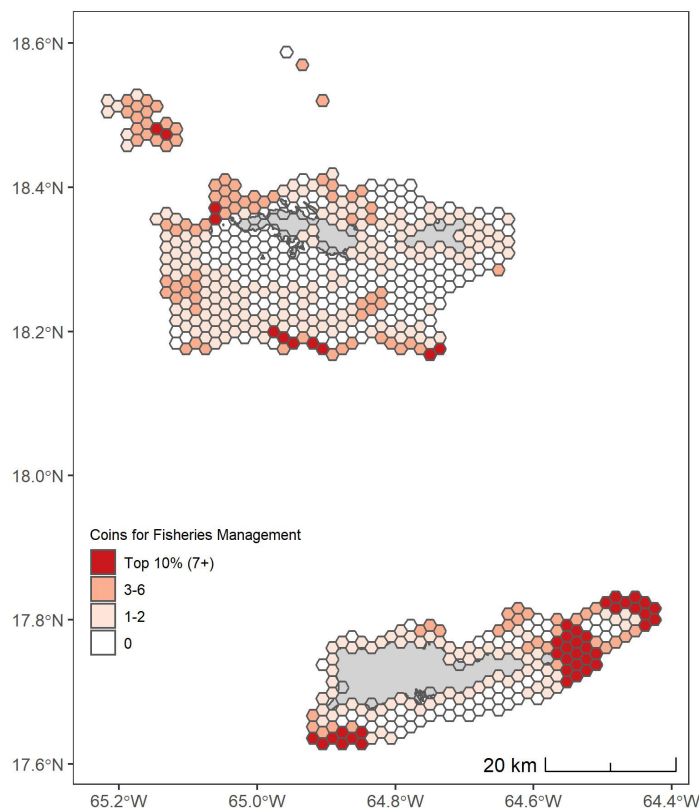 18.6°N
18.4°N
18.2°N
18.0°N
17.8°N
17.6°N
Coins for Fisheries Management
Top 10% (7+)
3-6
1-2
0
20 km
65.2°W 65.0°W 64.8°W 64.6°W 64.4°W